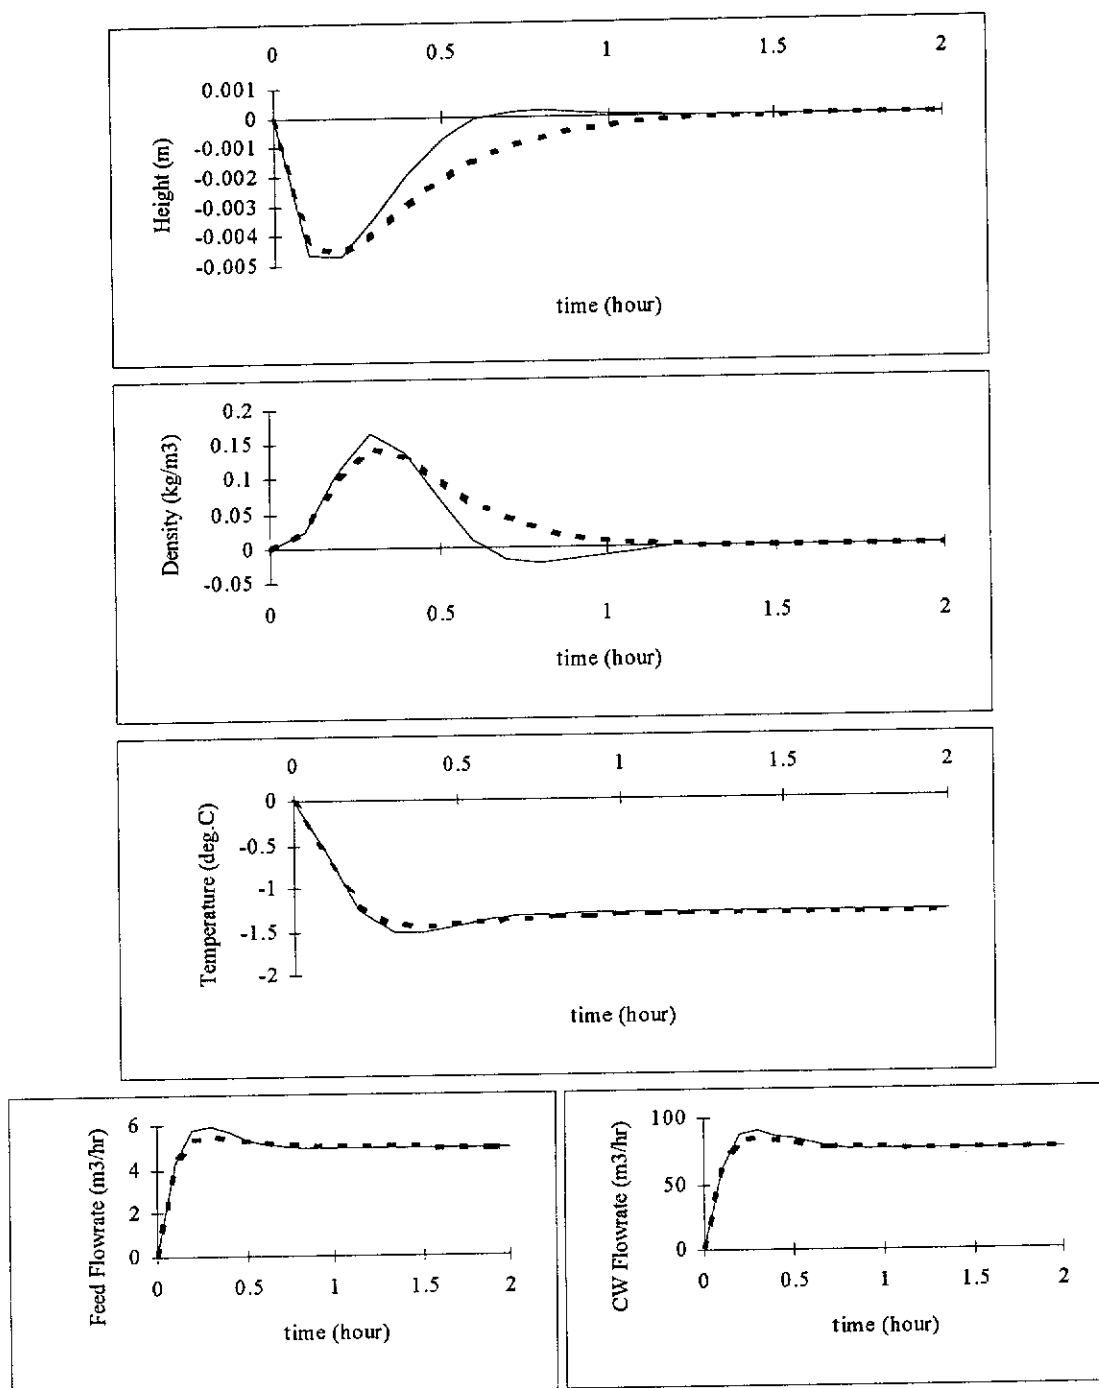 0 0.5 1 1.5 2
0.001
0
-0.001
-0.002
-0.003
-0.004
-0.005
Height (m)
time (hour)
0.2
0.15
0.1
0.05
0
-0.05
Density (kg/m3)
0 0.5 1 1.5 2
time (hour)
0 0.5 1 1.5 2
0
-0.5
-1
-1.5
-2
Temperature (deg.C)
time (hour)
6
4
2
0
Feed Flowrate (m3/hr)
0 0.5 1 1.5 2
time (hour)
100
50
0
CW Flowrate (m3/hr)
0 0.5 1 1.5 2
time (hour)